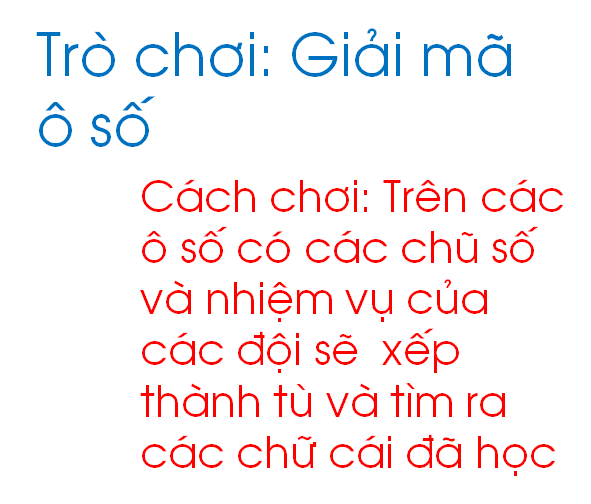 Trò chơi: Giải mã
ô số
Cách chơi: Trên các
ô số có các chũ số
và nhiệm vụ của
các đội sẽ xếp
thành tù và tìm ra
các chữ cái đã học